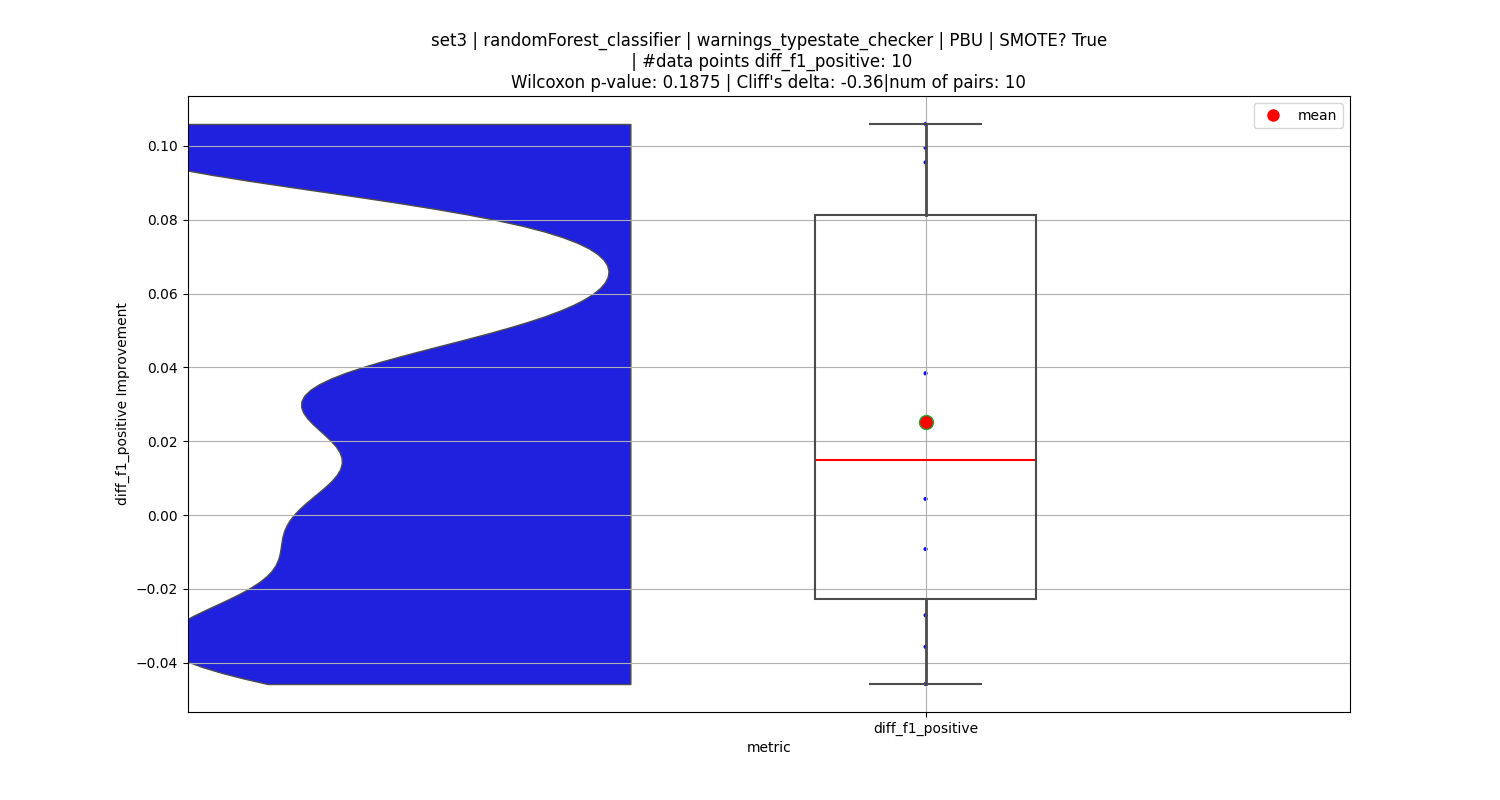 set3 | randomForest_classifier | warnings_typestate_checker | PBU | SMOTE? True
| #data points diff_f1_positive: 10
Wilcoxon p-value: 0.1875 | Cliff's delta: -0.36|num of pairs: 10
mean
0.10
0.08
0.06
0.04
0.02
0.00
−0.02
−0.04
diff_f1_positive Improvement
diff_f1_positive
metric